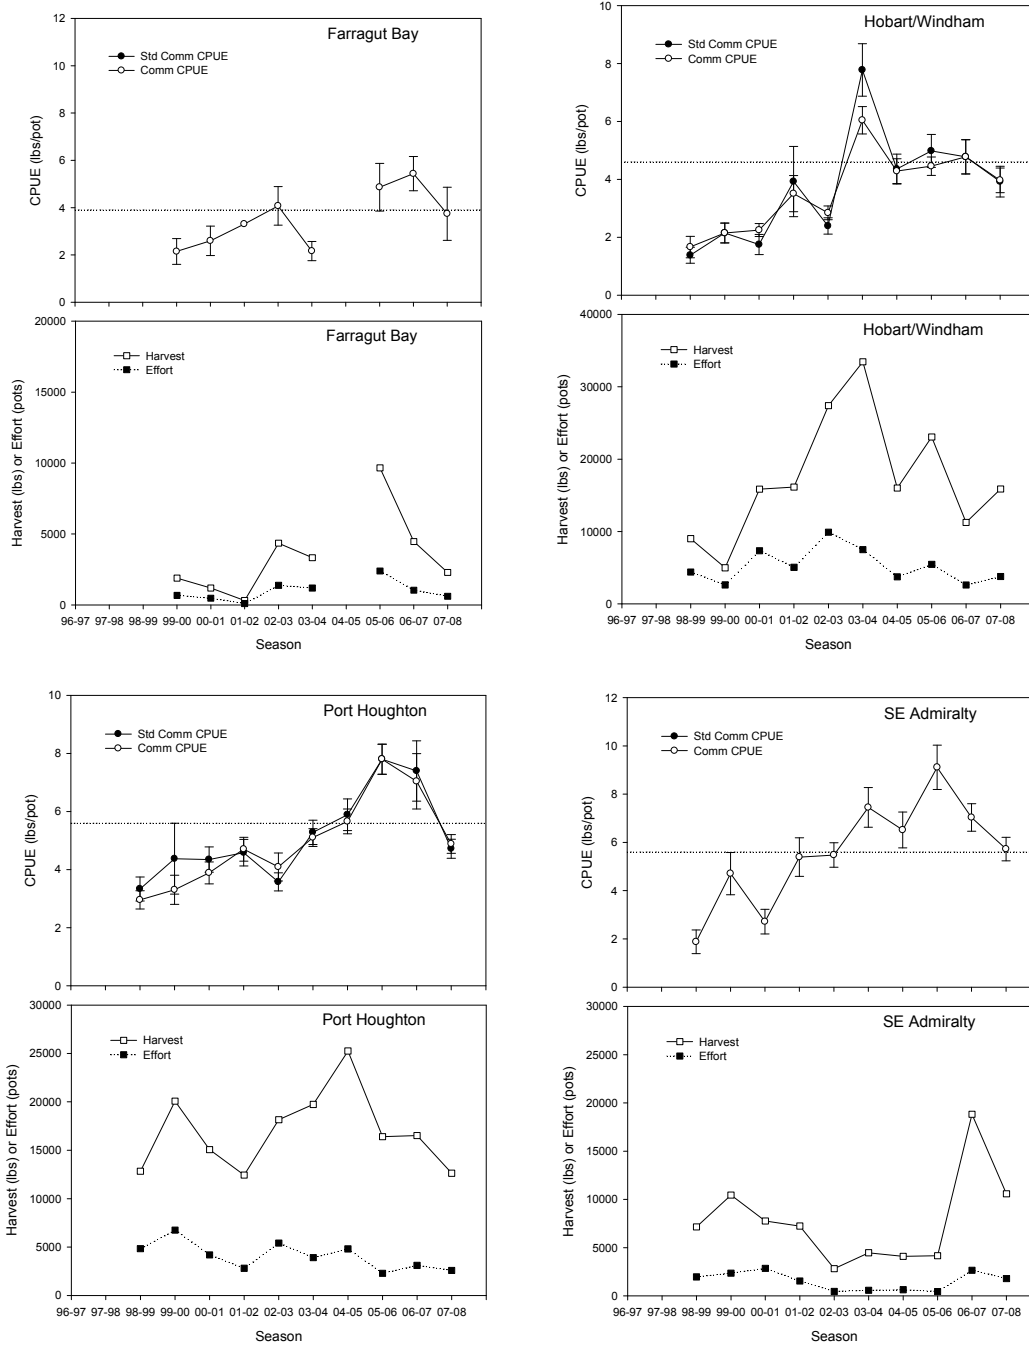 Farragut Bay
Std Comm CPUE
Comm CPUE
CPUE (lbs/pot)
12
10
8
6
4
2
0
Farragut Bay
Harvest
Effort
Harvest (lbs) or Effort (pots)
20000
15000
10000
5000
0
96-97 97-98 98-99 99-00 00-01 01-02 02-03 03-04 04-05 05-06 06-07 07-08
Season
Hobart/Windham
Std Comm CPUE
Comm CPUE
CPUE (lbs/pot)
10
8
6
4
2
0
Hobart/Windham
Harvest
Effort
Harvest (lbs) or Effort (pots)
40000
30000
20000
10000
0
96-97 97-98 98-99 99-00 00-01 01-02 02-03 03-04 04-05 05-06 06-07 07-08
Season
Port Houghton
Std Comm CPUE
Comm CPUE
CPUE (lbs/pot)
10
8
6
4
2
0
Port Houghton
Harvest
Effort
Harvest (lbs) or Effort (pots)
30000
25000
20000
15000
10000
5000
0
96-97 97-98 98-99 99-00 00-01 01-02 02-03 03-04 04-05 05-06 06-07 07-08
Season
SE Admiralty
Std Comm CPUE
Comm CPUE
CPUE (lbs/pot)
12
10
8
6
4
2
0
SE Admiralty
Harvest
Effort
Harvest (lbs) or Effort (pots)
30000
25000
20000
15000
10000
5000
0
96-97 97-98 98-99 99-00 00-01 01-02 02-03 03-04 04-05 05-06 06-07 07-08
Season